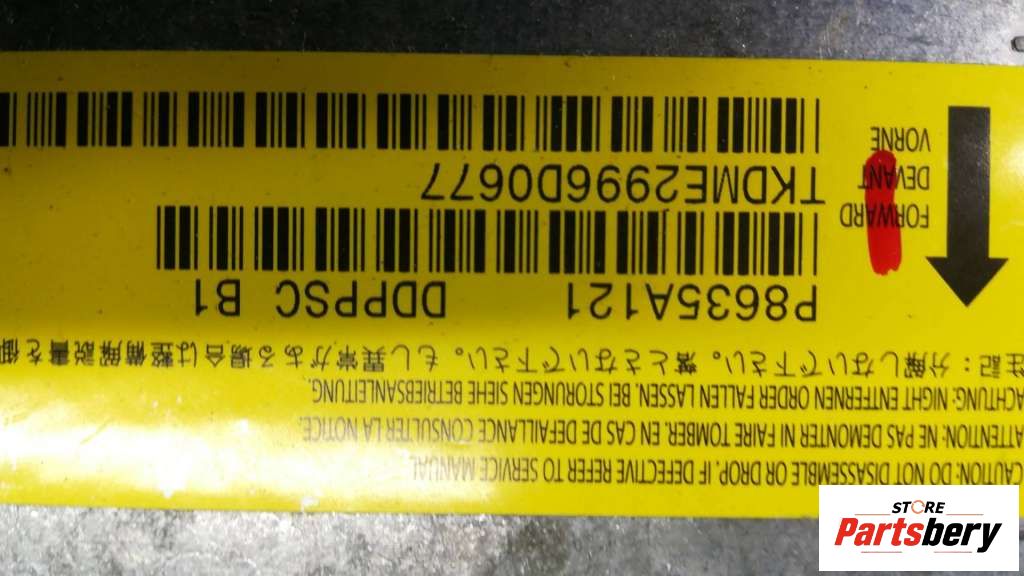 CAUTION: DO NOT DISASSEMBLE OR DROP. IF DEFECTIVE REFER TO SERVICE MANUAL
ATTENTION: NE PAS DEMONTER NI FAIRE TOMBER. EN CAS DE DEFAILLANCE CONSULTER LA NOTICE.
ACHTUNG: NIGHT ENTFERNEN ORDER FALLEN LASSEN. BEI STORUNGEN SIEHE BETRIEBSANLEITUNG.
註記：分解しないで下さい。落とさないで下さい。もし異常がある場合は整備解説書を御
P8635A121 DDPPSC B1
TKDME2996D0677
FORWARD
DEVANT
VORNE
STORE
Partsbery